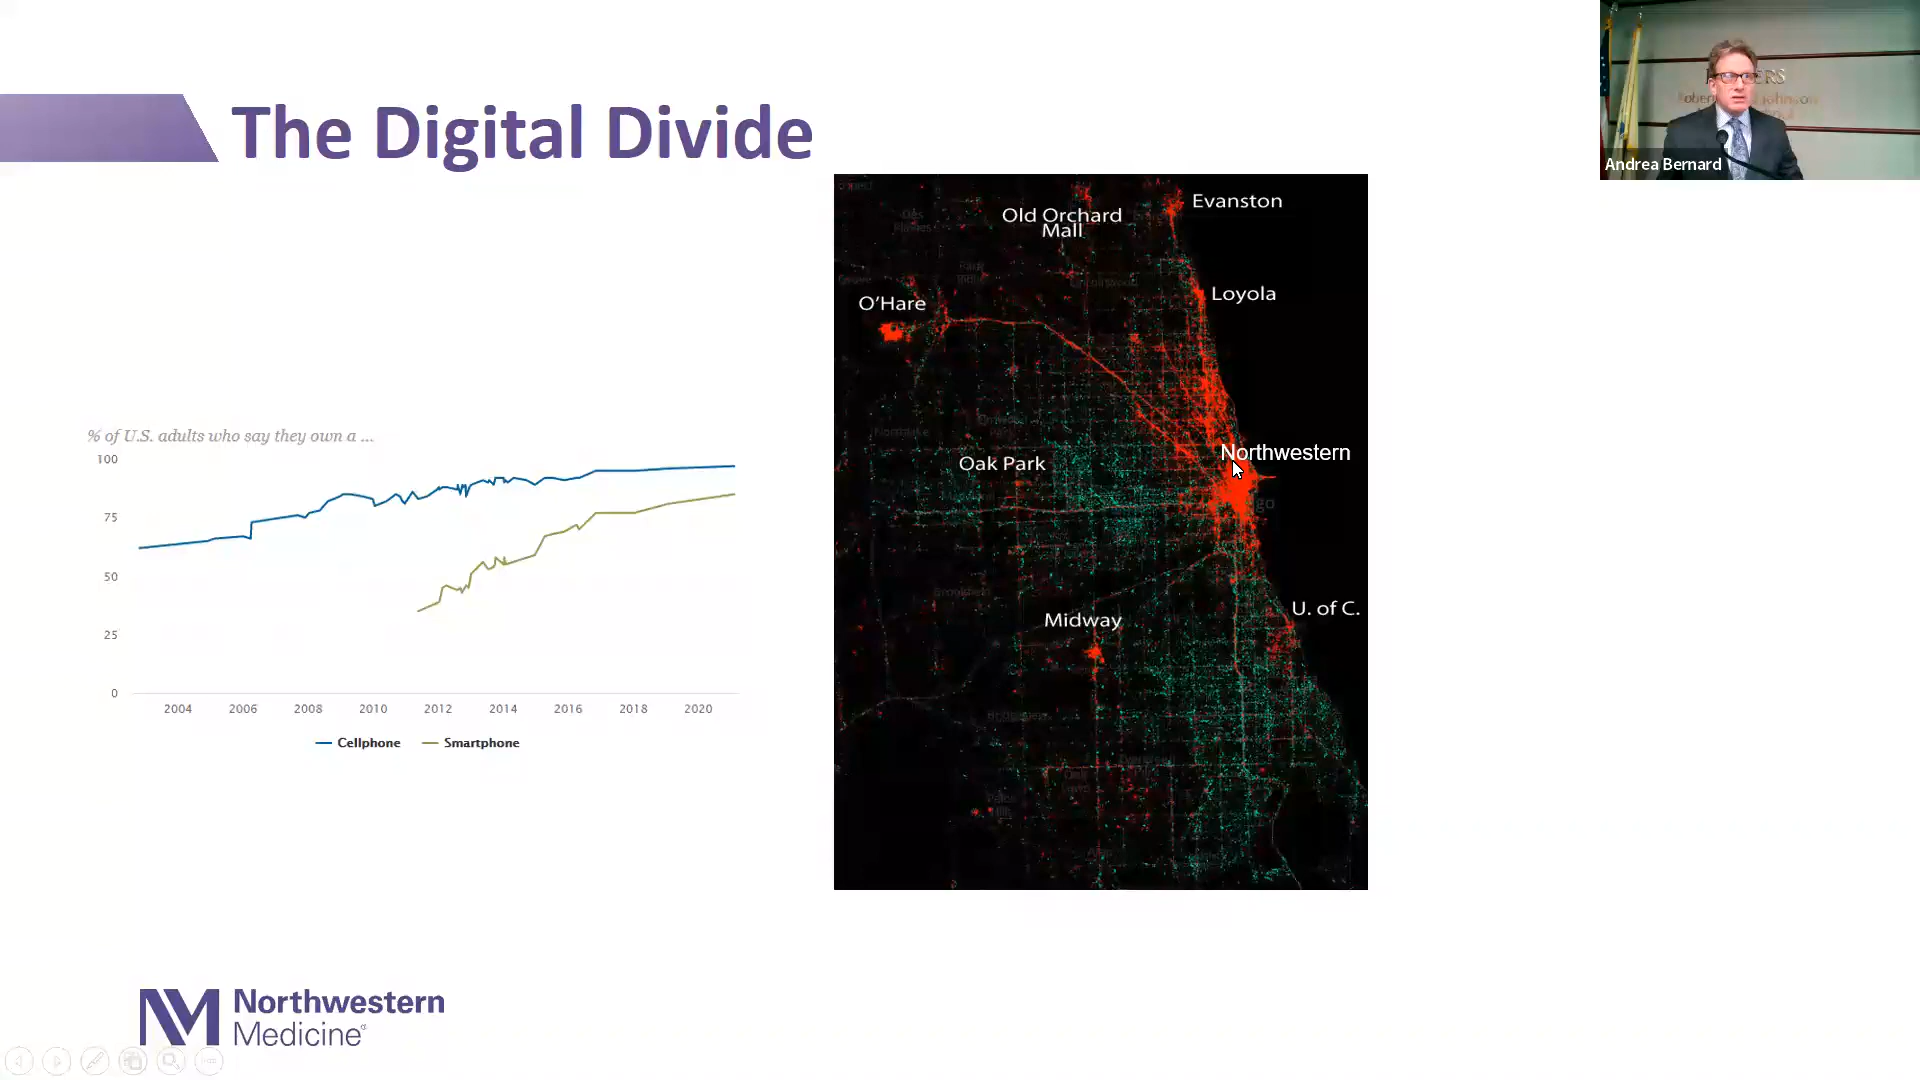 The Digital Divide
Andrea Bernard
% of U.S. adults who say they own a ...
100
75
50
25
0
2004 2006 2008 2010 2012 2014 2016 2018 2020
Cellphone Smartphone
Evanston
Old Orchard
Mall
Loyola
O'Hare
Northwestern
Oak Park
U. of C.
Midway
Northwestern
Medicine